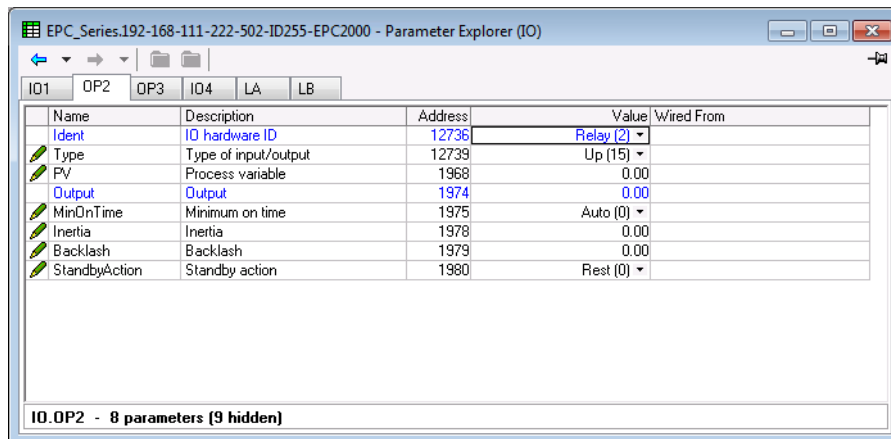 EPC_Series.192-168-111-222-502-ID255-EPC2000 - Parameter Explorer (IO)
IO1 OP2 OP3 IO4 LA LB
Name Description Address Value Wired From
Ident IO hardware ID 12736 Relay (2)
Type Type of input/output 12739 Up (15)
PV Process variable 1968 0.00
Output Output 1974 0.00
MinOnTime Minimum on time 1975 Auto (0)
Inertia Inertia 1978 0.00
Backlash Backlash 1979 0.00
StandbyAction Standby action 1980 Rest (0)
IO.OP2 - 8 parameters (9 hidden)